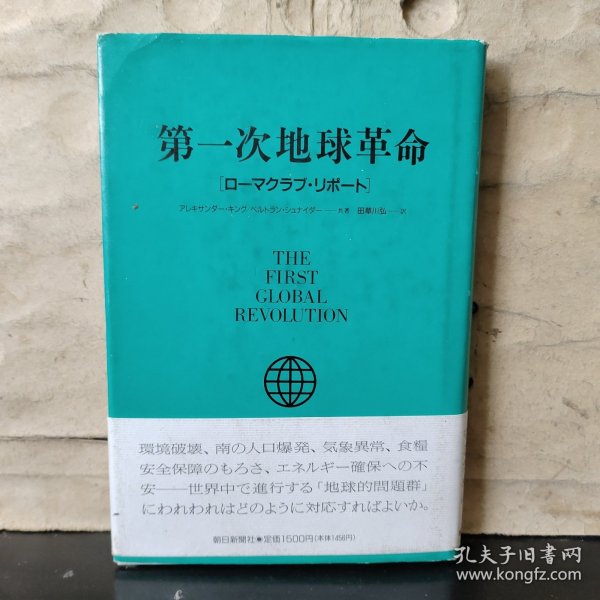 第一次地球革命
[ローマクラブ・リポート]
アレキサンダー・キング/ベルトラン・シュナイダー——共著 田草川弘——訳
THE
FIRST
GLOBAL
REVOLUTION
環境破壊、南の人口爆発、気象異常、食糧
安全保障のもろさ、エネルギー確保への不
安——世界中で進行する「地球的問題群」
にわれわれはどのように対応すればよいか。
朝日新聞社●定価1500円(本体1456円)
孔夫子旧书网
www.kongfz.com